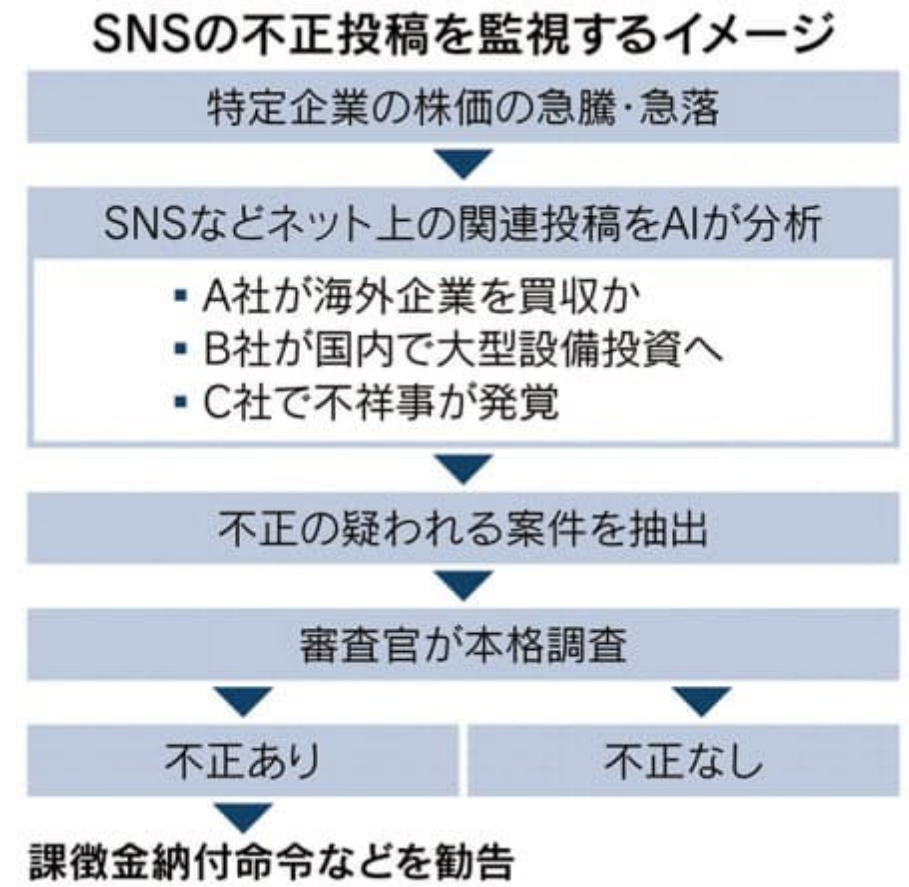 SNSの不正投稿を監視するイメージ
特定企業の株価の急騰・急落
SNSなどネット上の関連投稿をAIが分析
▪ A社が海外企業を買収か
▪ B社が国内で大型設備投資へ
▪ C社で不祥事が発覚
不正の疑われる案件を抽出
審査官が本格調査
不正あり
不正なし
課徴金納付命令などを勧告